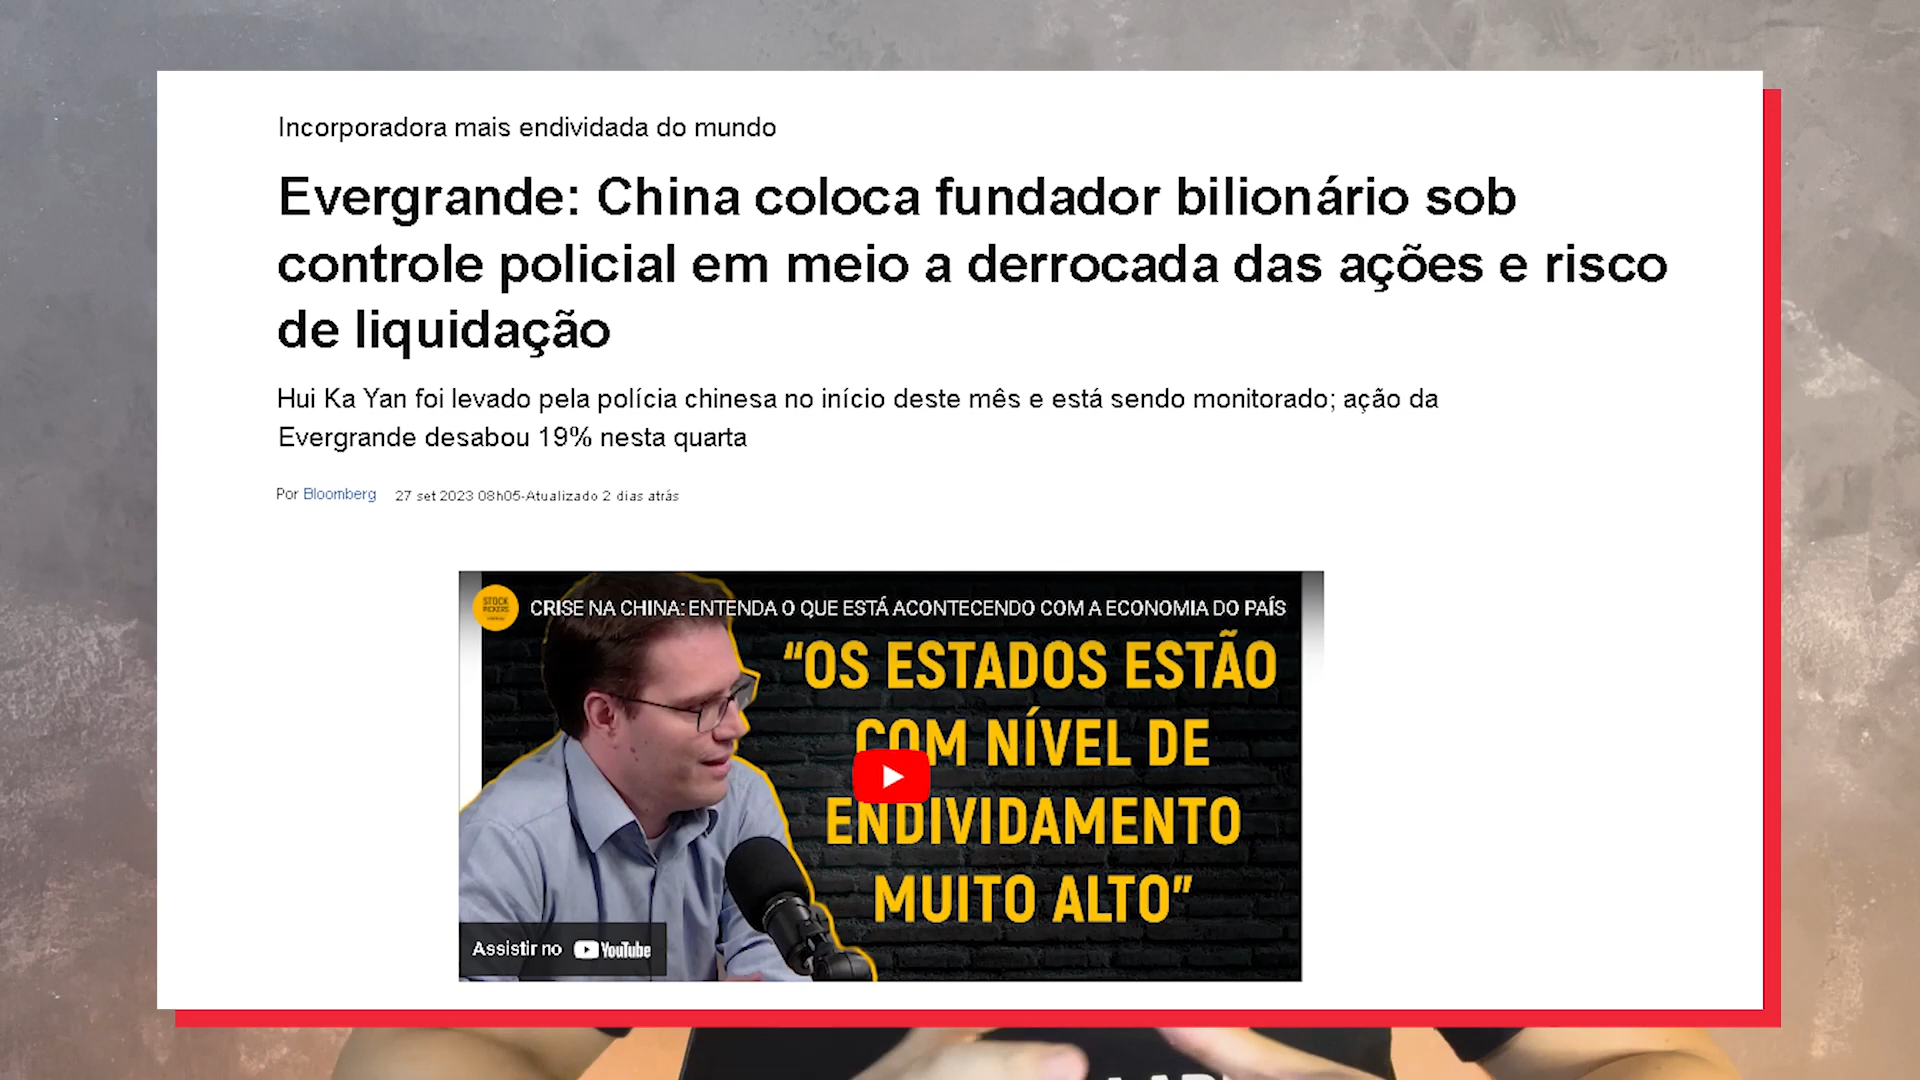 Incorporadora mais endividada do mundo
Evergrande: China coloca fundador bilionário sob
controle policial em meio a derrocada das ações e risco
de liquidação
Hui Ka Yan foi levado pela polícia chinesa no início deste mês e está sendo monitorado; ação da
Evergrande desabou 19% nesta quarta
Por Bloomberg 27 set 2023 08h05-Atualizado 2 dias atrás
STOCK
PICKERS
CRISE NA CHINA: ENTENDA O QUE ESTÁ ACONTECENDO COM A ECONOMIA DO PAÍS
“OS ESTADOS ESTÃO
COM NÍVEL DE
ENDIVIDAMENTO
MUITO ALTO”
Assistir no YouTube